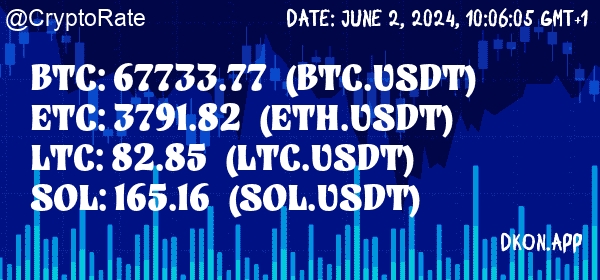 @CryptoRate
DATE: JUNE 2, 2024, 10:06:05 GMT+1
BTC: 67733.77 (BTC.USDT)
ETC: 3791.82 (ETH.USDT)
LTC: 82.85 (LTC.USDT)
SOL: 165.16 (SOL.USDT)
DKON.APP